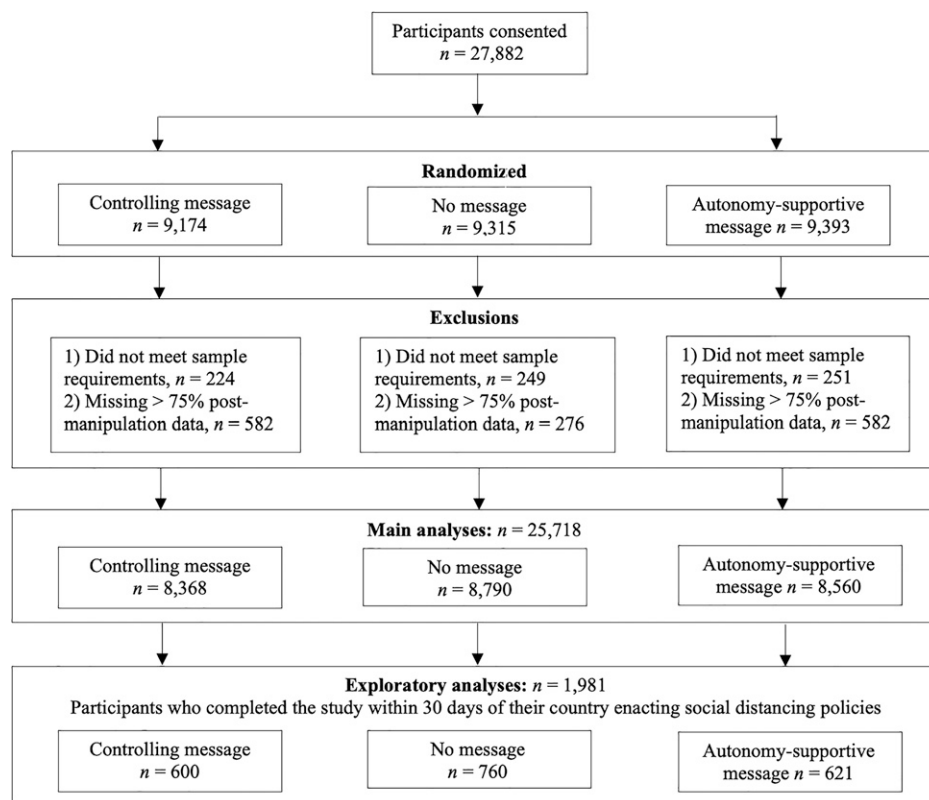 Participants consented
n = 27,882
Randomized
Controlling message
n = 9,174
No message
n = 9,315
Autonomy-supportive
message n = 9,393
Exclusions
1) Did not meet sample
requirements, n = 224
2) Missing > 75% post-
manipulation data, n = 582
1) Did not meet sample
requirements, n = 249
2) Missing > 75% post-
manipulation data, n = 276
1) Did not meet sample
requirements, n = 251
2) Missing > 75% post-
manipulation data, n = 582
Main analyses: n = 25,718
Controlling message
n = 8,368
No message
n = 8,790
Autonomy-supportive
message n = 8,560
Exploratory analyses: n = 1,981
Participants who completed the study within 30 days of their country enacting social distancing policies
Controlling message
n = 600
No message
n = 760
Autonomy-supportive
message n = 621